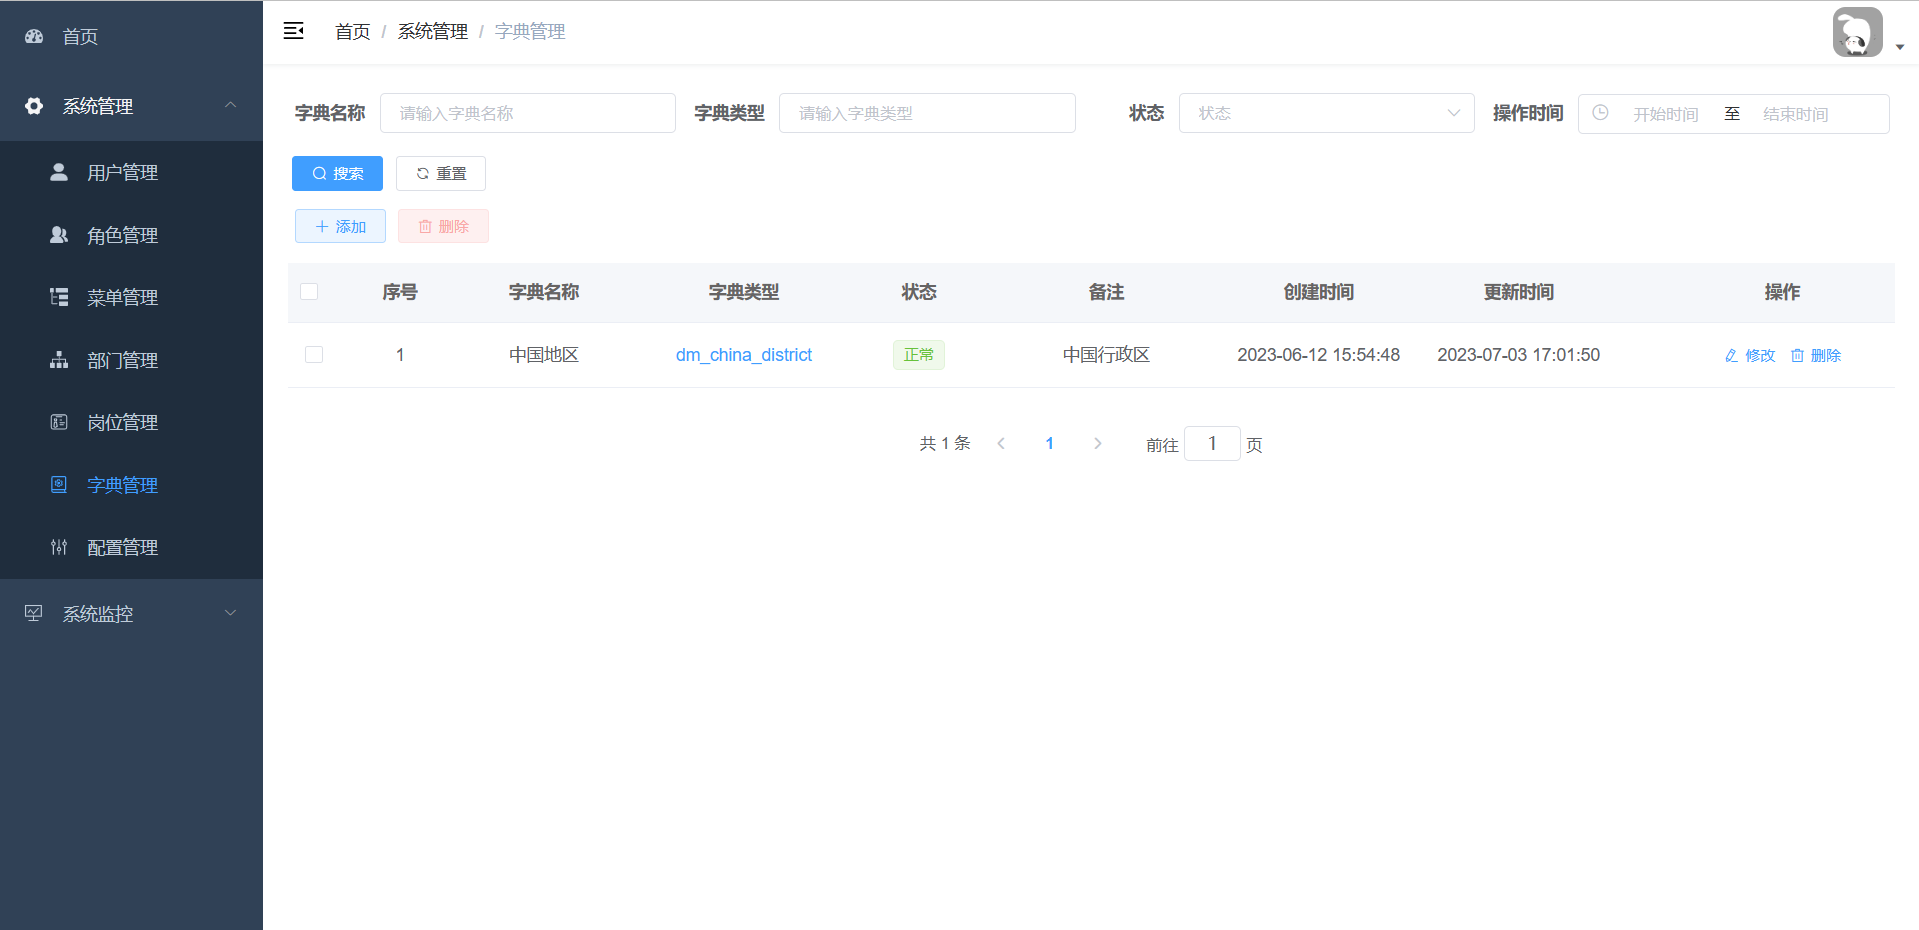 首页
系统管理
用户管理
角色管理
菜单管理
部门管理
岗位管理
字典管理
配置管理
系统监控
首页 / 系统管理 / 字典管理
字典名称 请输入字典名称 字典类型 请输入字典类型 状态 状态 操作时间 开始时间 至 结束时间
搜索 重置
添加 删除
序号 字典名称 字典类型 状态 备注 创建时间 更新时间 操作
1 中国地区 dm_china_district 正常 中国行政区 2023-06-12 15:54:48 2023-07-03 17:01:50 修改 删除
共 1 条 1 前往 1 页